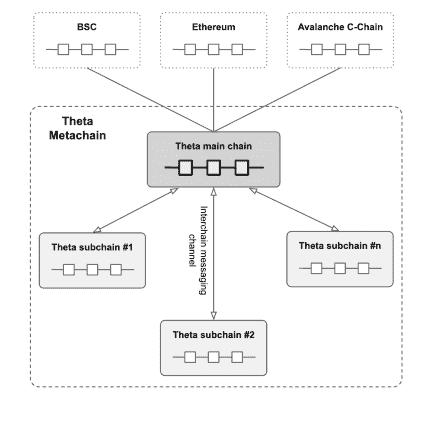 BSC
Ethereum
Avalanche C-Chain
Theta
Metachain
Theta main chain
Interchain messaging
channel
Theta subchain #1
Theta subchain #n
Theta subchain #2